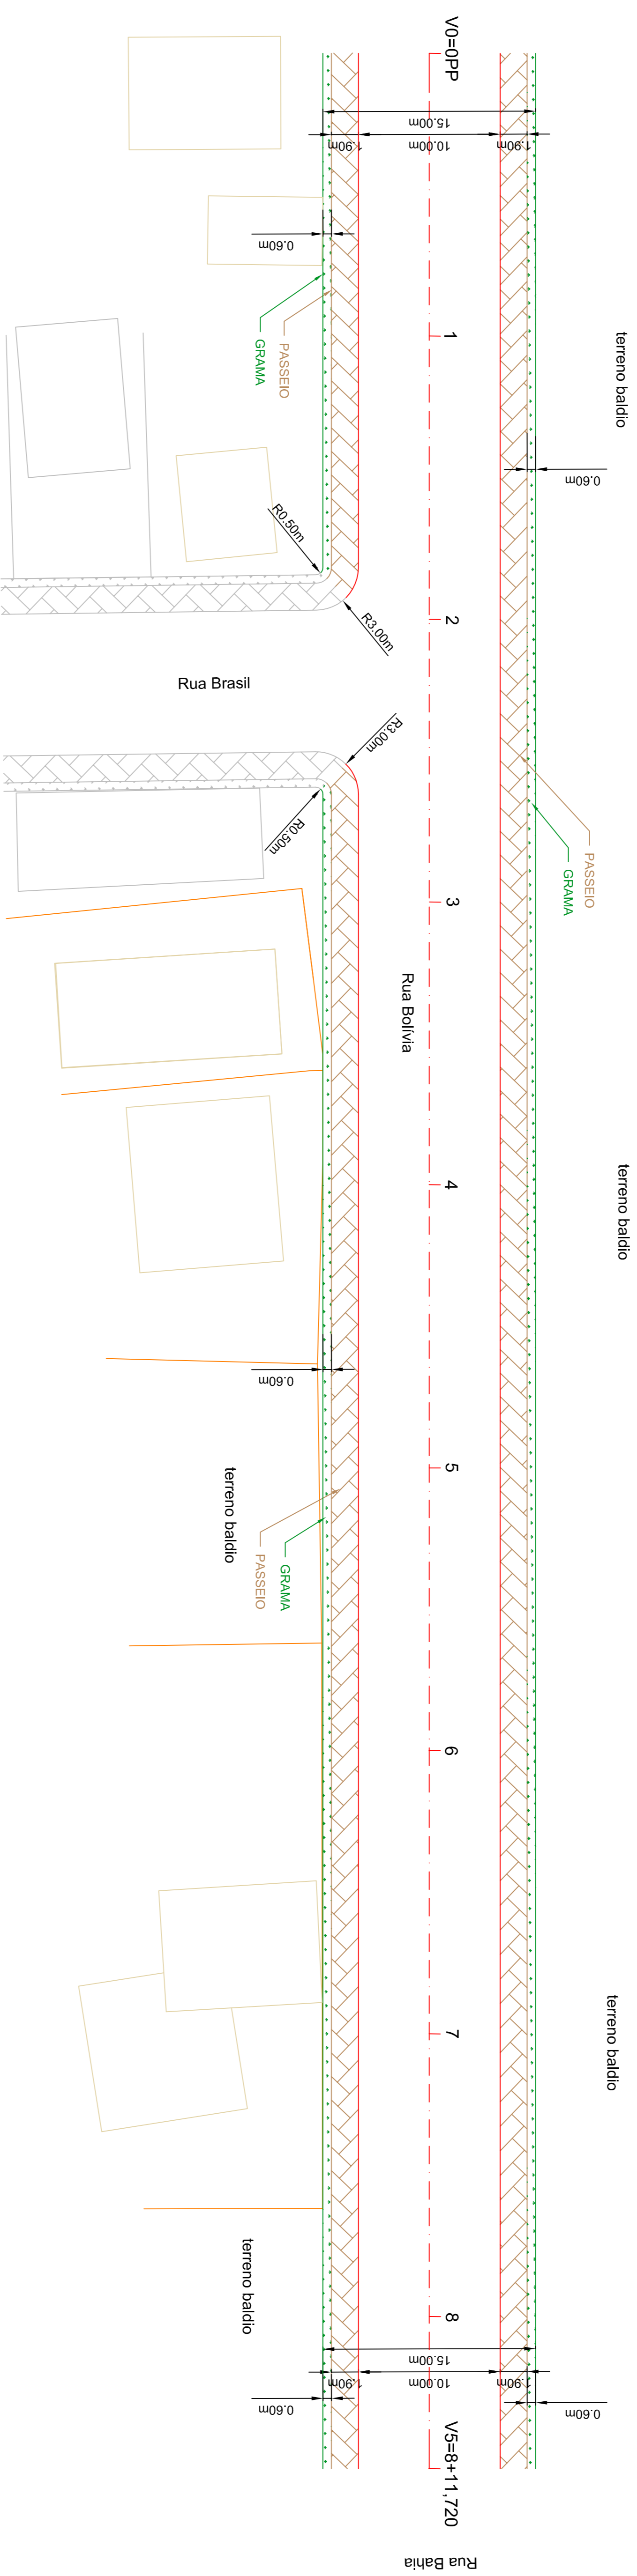 V0=0PP
15.00m
1.90m
10.00m
1.90m
0.60m
1
terreno baldio
PASSEIO
GRAMA
0.60m
R0.50m
2
R3.00m
Rua Brasil
R3.00m
R0.50m
PASSEIO
GRAMA
3
Rua Bolívia
4
terreno baldio
0.60m
5
terreno baldio
GRAMA
PASSEIO
6
7
terreno baldio
terreno baldio
8
15.00m
1.90m
10.00m
1.90m
0.60m
0.60m
V5=8+11,720
Rua Bahia